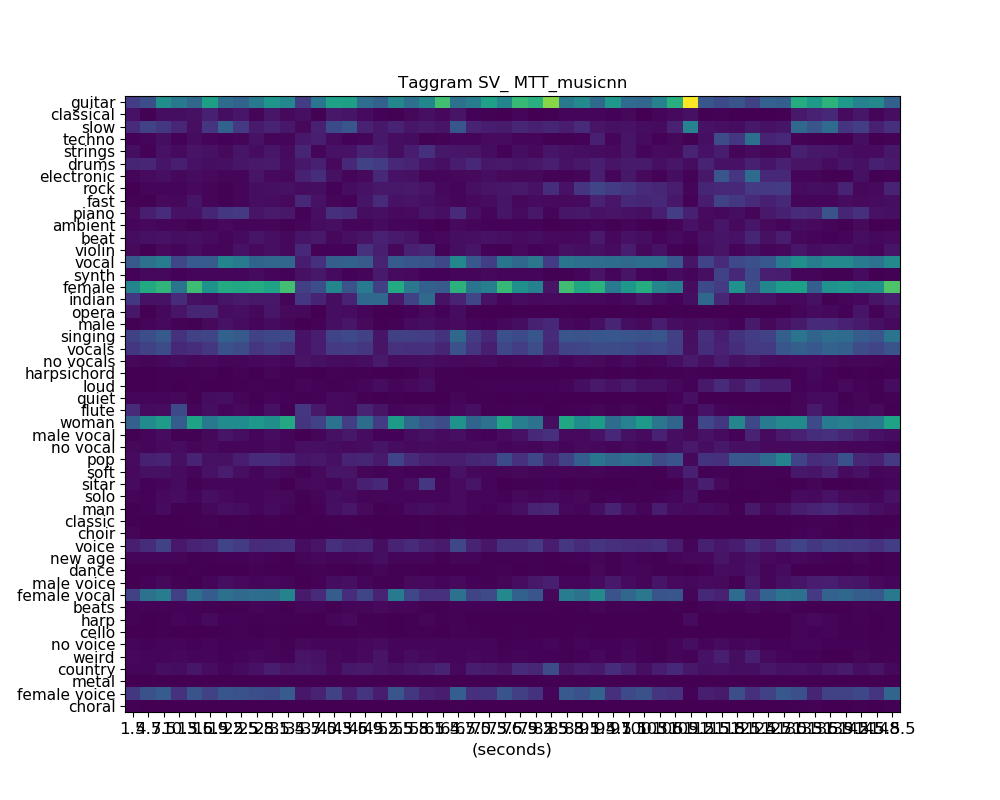 Taggram SV_ MTT_musicnn
guitar
classical
slow
techno
strings
drums
electronic
rock
fast
piano
ambient
beat
violin
vocal
synth
female
indian
opera
male
singing
vocals
no vocals
harpsichord
loud
quiet
flute
woman
male vocal
no vocal
pop
soft
sitar
solo
man
classic
choir
voice
new age
dance
male voice
female vocal
beats
harp
cello
no voice
weird
country
metal
female voice
choral
(seconds)